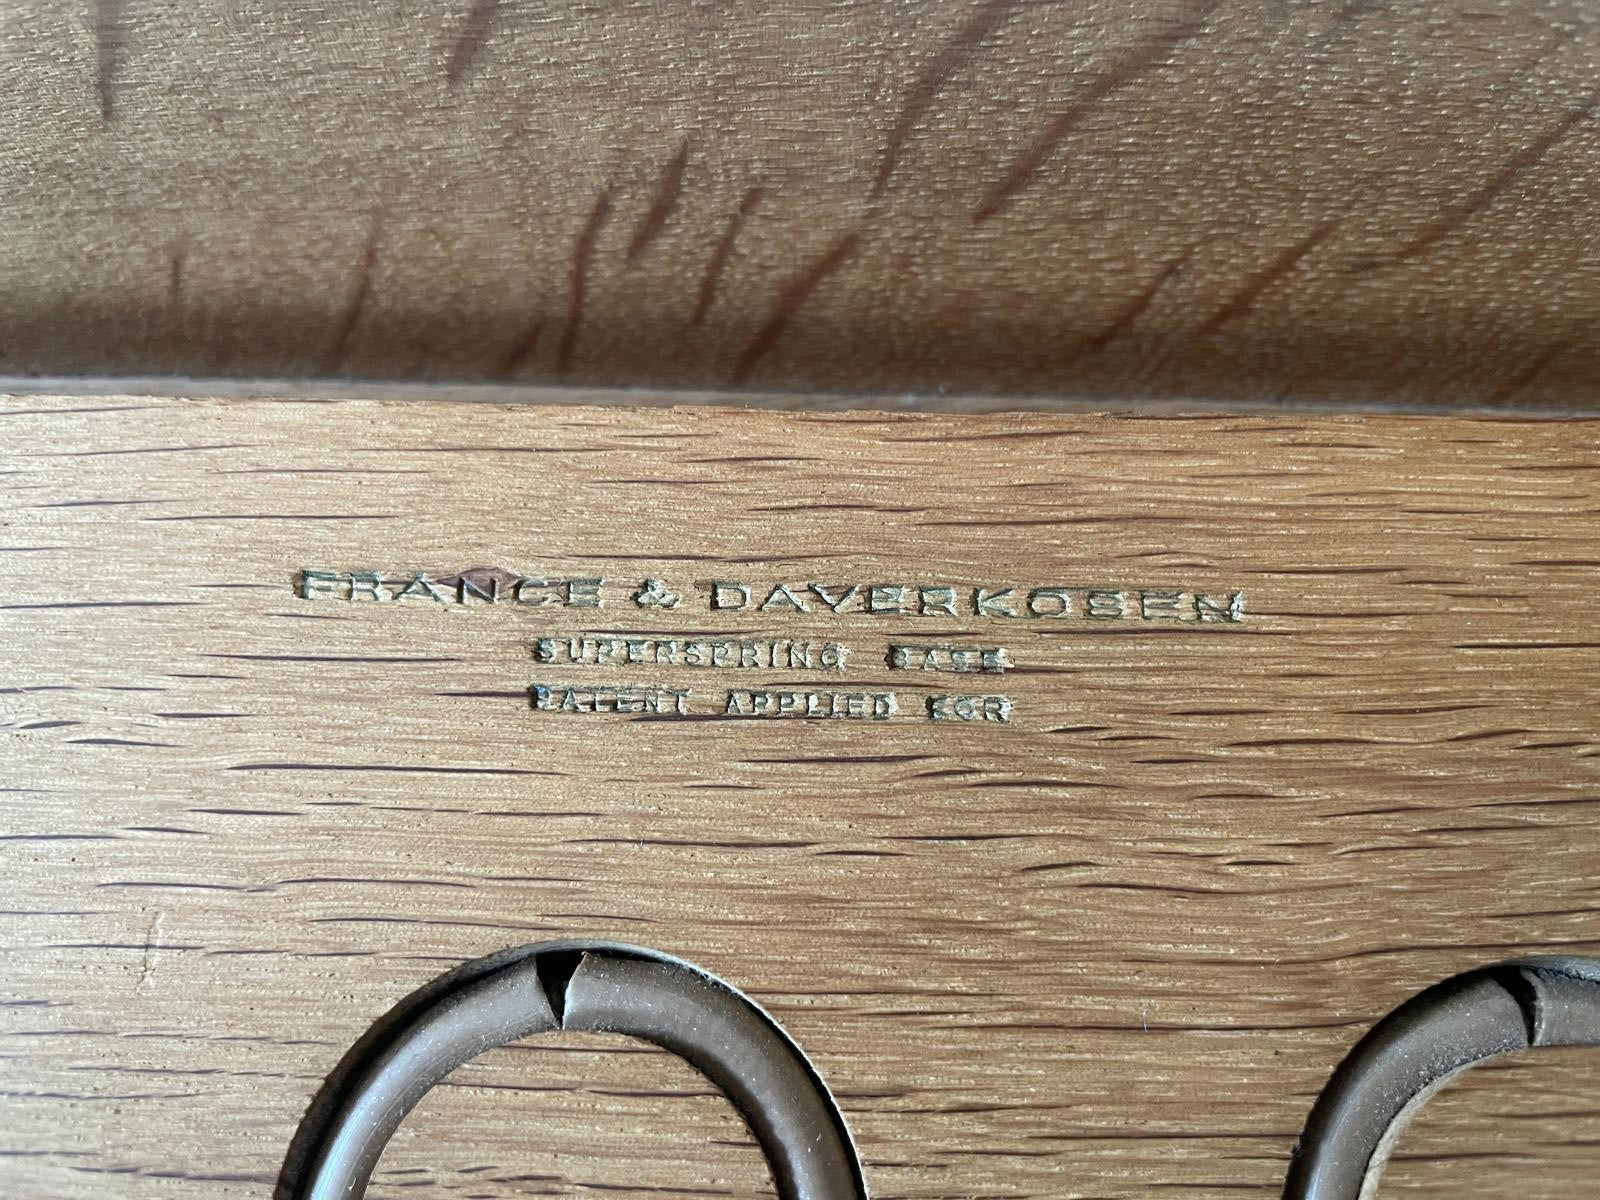 FRANCE & DAVERKOSEN
SUPERSPRING BASE
PATENT APPLIED FOR